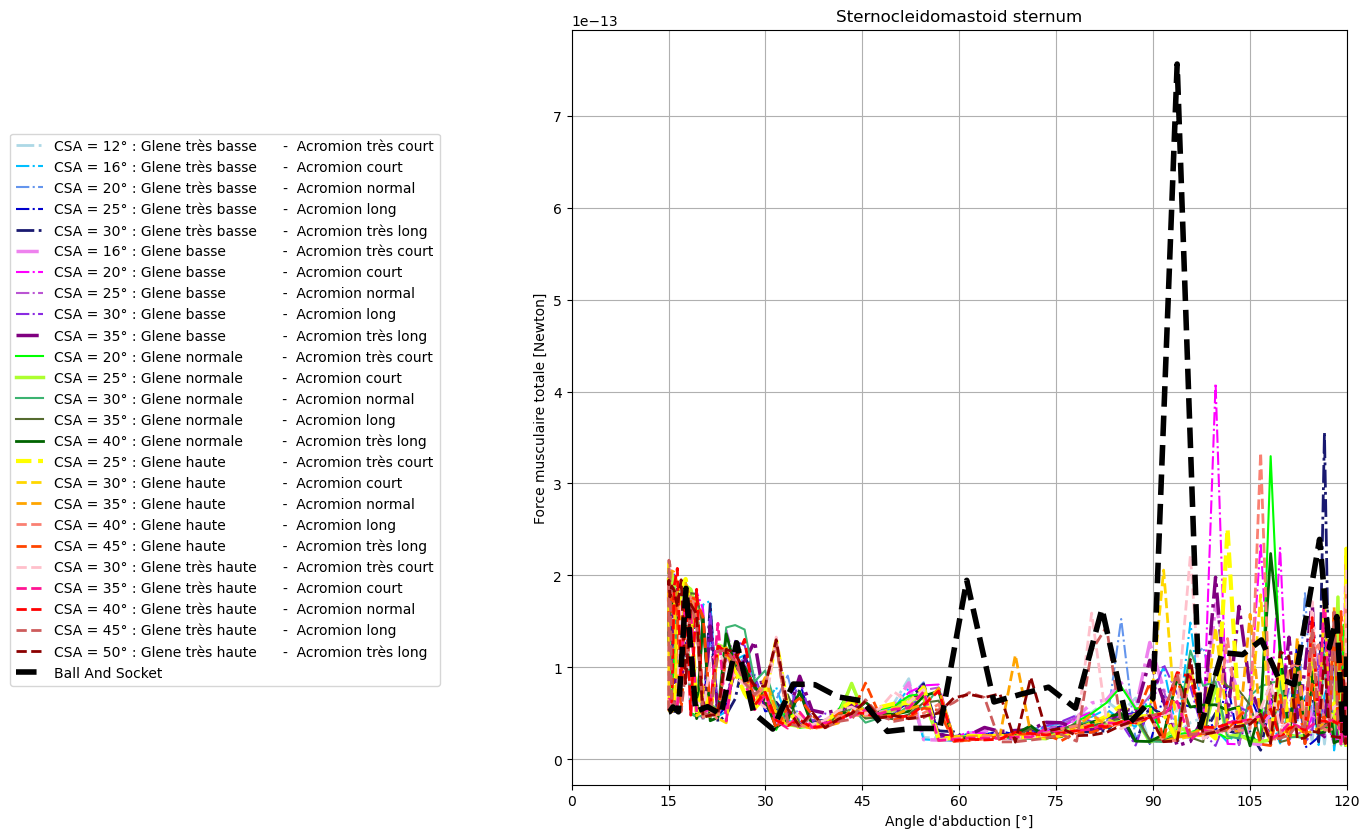 Sternocleidomastoid sternum
1e−13
7
6
5
4
3
2
1
0
Force musculaire totale [Newton]
0 15 30 45 60 75 90 105 120
Angle d'abduction [°]
CSA = 12° : Glene très basse - Acromion très court
CSA = 16° : Glene très basse - Acromion court
CSA = 20° : Glene très basse - Acromion normal
CSA = 25° : Glene très basse - Acromion long
CSA = 30° : Glene très basse - Acromion très long
CSA = 16° : Glene basse - Acromion très court
CSA = 20° : Glene basse - Acromion court
CSA = 25° : Glene basse - Acromion normal
CSA = 30° : Glene basse - Acromion long
CSA = 35° : Glene basse - Acromion très long
CSA = 20° : Glene normale - Acromion très court
CSA = 25° : Glene normale - Acromion court
CSA = 30° : Glene normale - Acromion normal
CSA = 35° : Glene normale - Acromion long
CSA = 40° : Glene normale - Acromion très long
CSA = 25° : Glene haute - Acromion très court
CSA = 30° : Glene haute - Acromion court
CSA = 35° : Glene haute - Acromion normal
CSA = 40° : Glene haute - Acromion long
CSA = 45° : Glene haute - Acromion très long
CSA = 30° : Glene très haute - Acromion très court
CSA = 35° : Glene très haute - Acromion court
CSA = 40° : Glene très haute - Acromion normal
CSA = 45° : Glene très haute - Acromion long
CSA = 50° : Glene très haute - Acromion très long
Ball And Socket